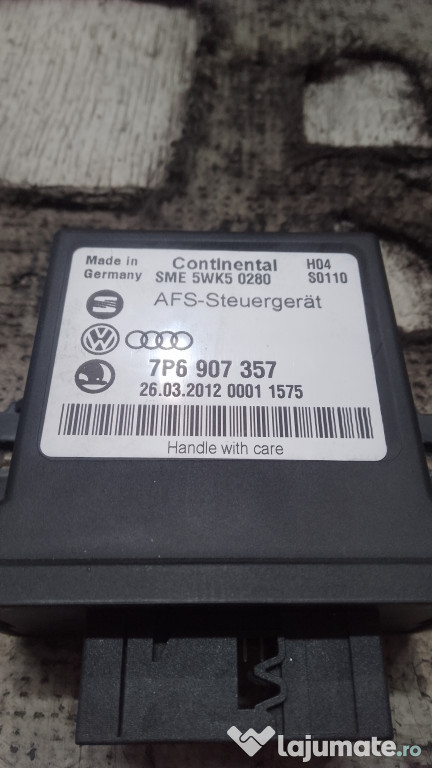 Made in
Germany
Continental
SME 5WK5 0280
H04
S0110
AFS-Steuergerät
7P6 907 357
26.03.2012 0001 1575
Handle with care
lajumate.ro